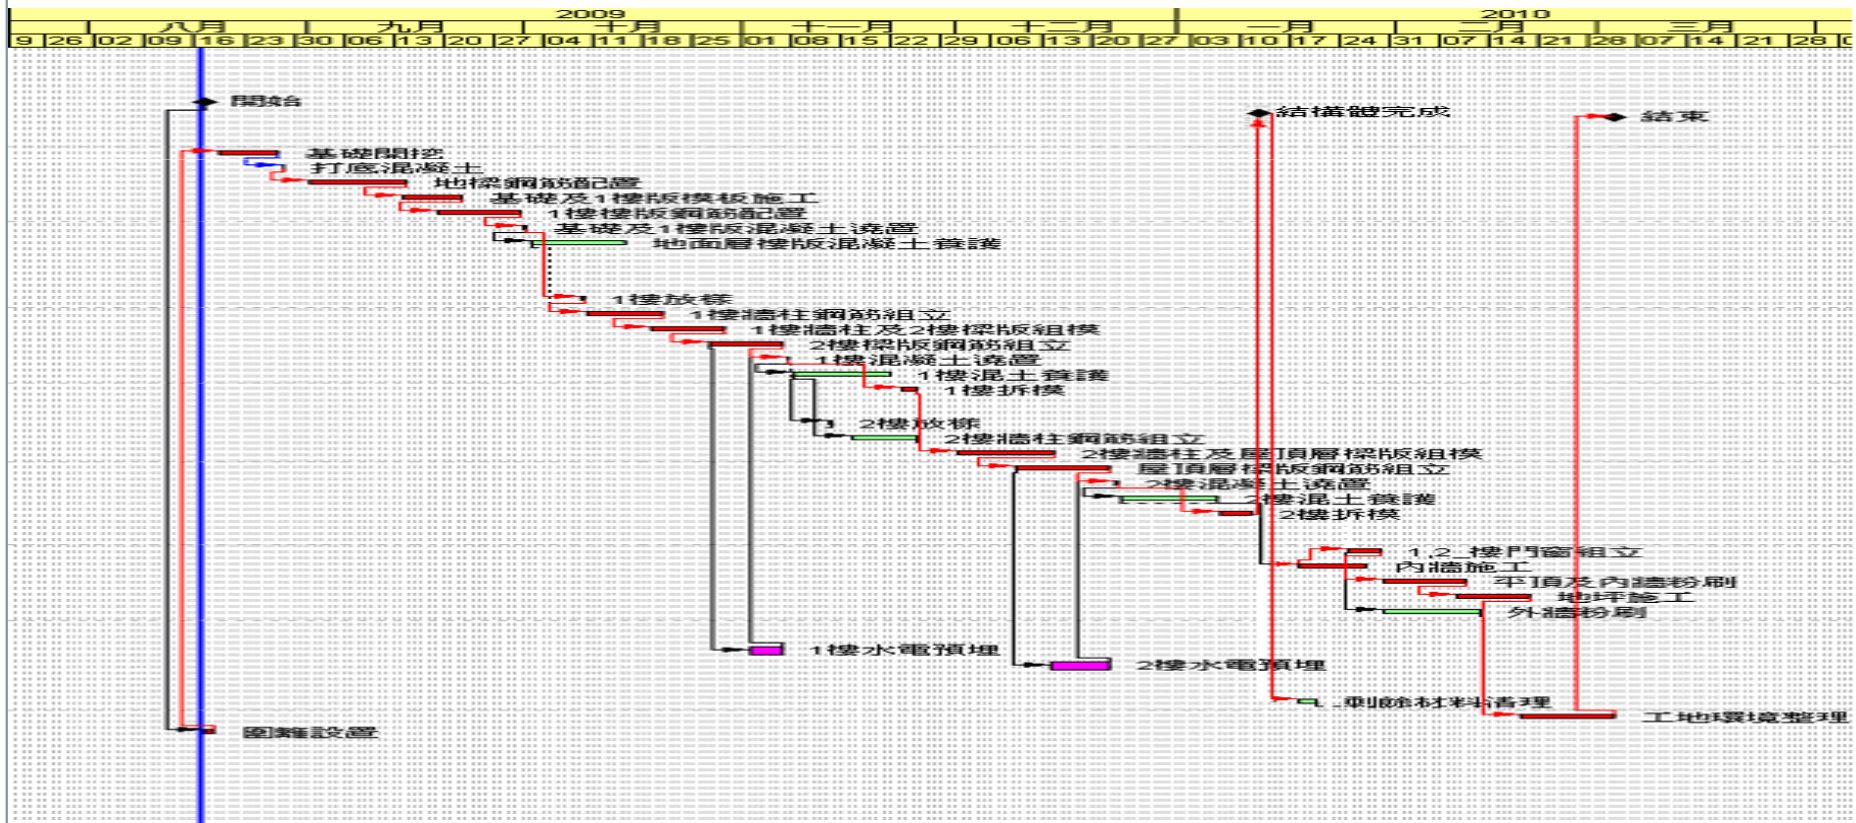 2009 2010
八月 九月 十月 十一月 十二月 一月 二月 三月
9 26 02 09 16 23 30 06 13 20 27 04 11 18 25 01 08 15 22 29 06 13 20 27 03 10 17 24 31 07 14 21 28 07 14 21 28 0
開始
結構體完成
結束
基礎開挖
打底混凝土
地樑鋼筋配置
基礎及1樓版模板施工
1樓樓版鋼筋配置
基礎及1樓版混凝土澆置
地面層樓版混凝土養護
1樓放樣
1樓牆柱鋼筋組立
1樓牆柱及2樓樑版組模
2樓樑版鋼筋組立
1樓混凝土澆置
1樓混土養護
1樓拆模
2樓放樣
2樓牆柱鋼筋組立
2樓牆柱及屋頂層樑版組模
屋頂層樑版鋼筋組立
2樓混凝土澆置
2樓混土養護
2樓拆模
1,2_樓門窗組立
內牆施工
平頂及內牆粉刷
地坪施工
外牆粉刷
1樓水電預埋
2樓水電預埋
剩餘材料清理
工地環境整理
圍籬設置